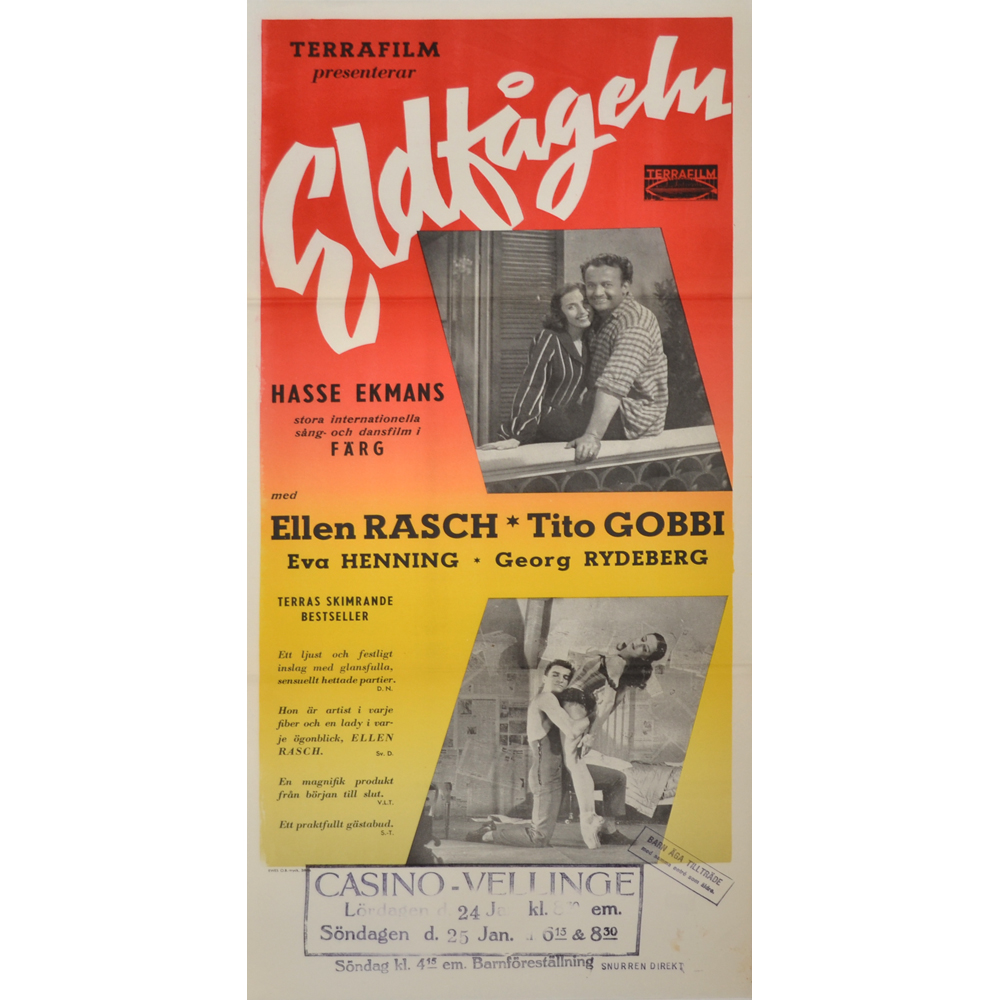 TERRAFILM
presenterar
Eldfågeln
TERRAFILM
HASSE EKMANS
stora internationella
sång- och dansfilm i
FÄRG
med
Ellen RASCH * Tito GOBBI
Eva HENNING * Georg RYDEBERG
TERRAS SKIMRANDE
BESTSELLER
Ett ljust och festligt
inslag med glansfulla,
sensuellt hettade partier.
D. N.
Hon är artist i varje
fiber och en lady i var-
je ögonblick, ELLEN
RASCH. Sv. D.
En magnifik produkt
från början till slut.
V.L.T.
Ett praktfullt gästabud.
S.-T.
BARN ÄGA TILLTRÄDE
CASINO-VELLINGE
Lördagen d. 24 Ja kl. em.
Söndagen d. 25 Jan. 6 15 & 8 30
Söndag kl. 4 15 em. Barnföreställning SNURREN DIREKT